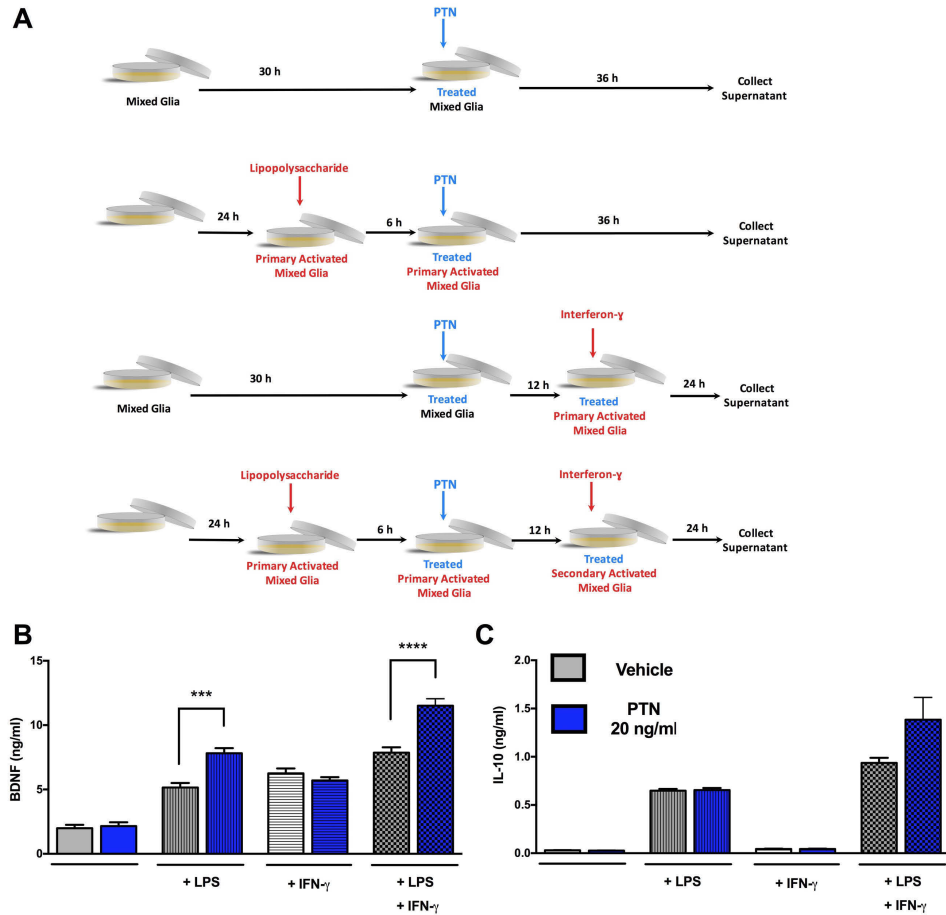 A
PTN
30 h
36 h
Mixed Glia
Treated
Mixed Glia
Collect
Supernatant
Lipopolysaccharide
PTN
24 h
6 h
36 h
Primary Activated
Mixed Glia
Treated
Primary Activated
Mixed Glia
Collect
Supernatant
PTN
Interferon-ɣ
30 h
12 h
24 h
Mixed Glia
Treated
Mixed Glia
Treated
Primary Activated
Mixed Glia
Collect
Supernatant
Lipopolysaccharide
PTN
Interferon-ɣ
24 h
6 h
12 h
24 h
Primary Activated
Mixed Glia
Treated
Primary Activated
Mixed Glia
Treated
Secondary Activated
Mixed Glia
Collect
Supernatant
B
BDNF (ng/ml)
15
10
5
0
***
****
+ LPS
+ IFN-γ
+ LPS
+ IFN-γ
C
IL-10 (ng/ml)
2.0
1.5
1.0
0.5
0.0
Vehicle
PTN
20 ng/ml
+ LPS
+ IFN-γ
+ LPS
+ IFN-γ